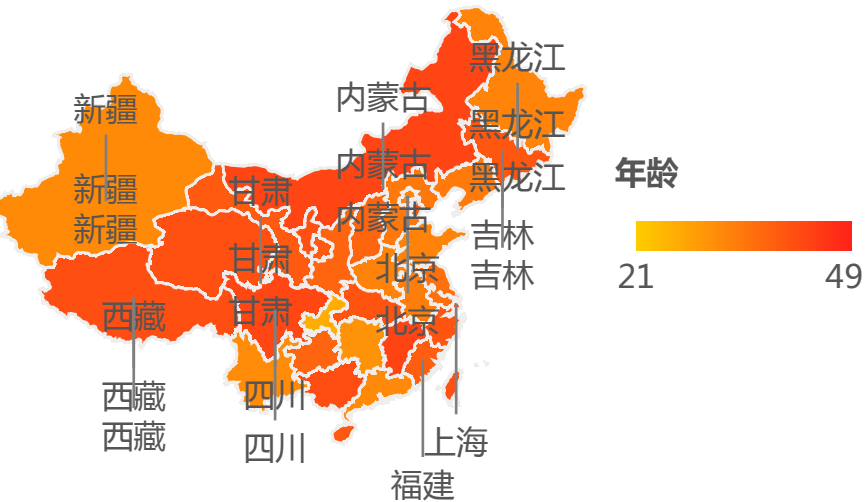 黑龙江
内蒙古
新疆
黑龙江
内蒙古
年龄
黑龙江
新疆
甘肃
内蒙古
新疆
吉林
甘肃
北京
吉林
21
49
甘肃
西藏
北京
西藏
四川
西藏
四川
上海
福建